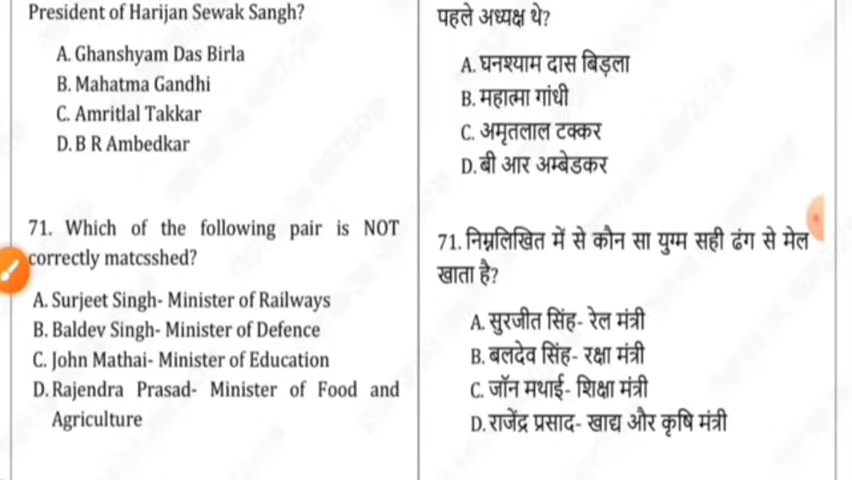 President of Harijan Sewak Sangh?
A. Ghanshyam Das Birla
B. Mahatma Gandhi
C. Amritlal Takkar
D. B R Ambedkar
71. Which of the following pair is NOT
correctly matcsshed?
A. Surjeet Singh- Minister of Railways
B. Baldev Singh- Minister of Defence
C. John Mathai- Minister of Education
D. Rajendra Prasad- Minister of Food and
Agriculture
पहले अध्यक्ष थे?
A. घनश्याम दास बिड़ला
B. महात्मा गांधी
C. अमृतलाल टक्कर
D. बी आर अम्बेडकर
71. निम्नलिखित में से कौन सा युग्म सही ढंग से मेल
खाता है?
A. सुरजीत सिंह- रेल मंत्री
B. बलदेव सिंह- रक्षा मंत्री
C. जॉन मथाई- शिक्षा मंत्री
D. राजेंद्र प्रसाद- खाद्य और कृषि मंत्री